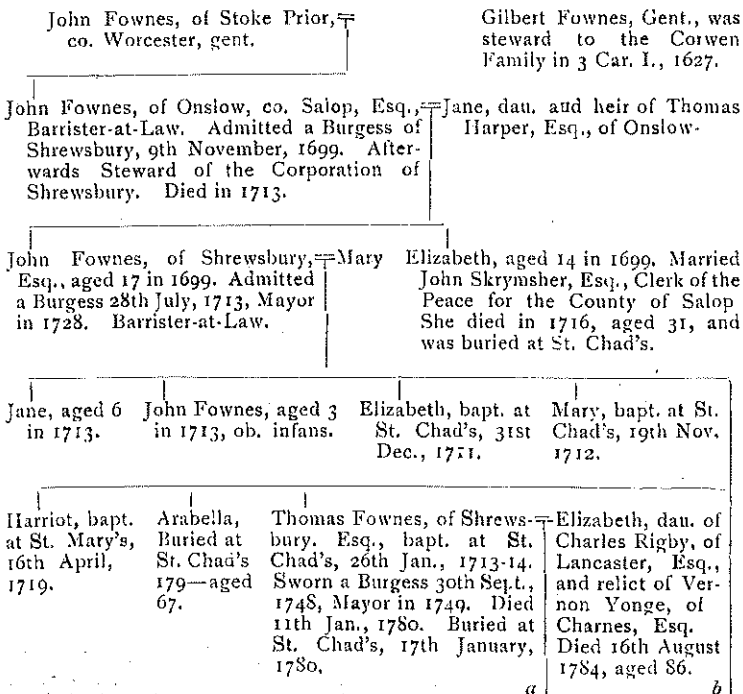 John Fownes, of Stoke Prior,
co. Worcester, gent.
Gilbert Fownes, Gent., was
steward to the Corwen
Family in 3 Car. I., 1627.
John Fownes, of Onslow, co. Salop, Esq.,
Barrister-at-Law. Admitted a Burgess of
Shrewsbury, 9th November, 1699. After-
wards Steward of the Corporation of
Shrewsbury. Died in 1713.
Jane, dau. and heir of Thomas
Harper, Esq., of Onslow.
John Fownes, of Shrewsbury,
Esq., aged 17 in 1699. Admitted
a Burgess 28th July, 1713, Mayor
in 1728. Barrister-at-Law.
Mary
Elizabeth, aged 14 in 1699. Married
John Skrymsher, Esq., Clerk of the
Peace for the County of Salop
She died in 1716, aged 31, and
was buried at St. Chad's.
Jane, aged 6
in 1713.
John Fownes, aged 3
in 1713, ob. infans.
Elizabeth, bapt. at
St. Chad's, 31st
Dec., 1711.
Mary, bapt. at St.
Chad's, 19th Nov.
1712.
Harriot, bapt.
at St. Mary's,
16th April,
1719.
Arabella,
Buried at
St. Chad's
179—aged
67.
Thomas Fownes, of Shrews-
bury. Esq., bapt. at St.
Chad's, 26th Jan., 1713-14.
Sworn a Burgess 30th Sept.,
1748, Mayor in 1749. Died
11th Jan., 1780. Buried at
St. Chad's, 17th January,
1780.
a
Elizabeth, dau. of
Charles Rigby, of
Lancaster, Esq.,
and relict of Ver-
non Yonge, of
Charnes, Esq.
Died 16th August
1784, aged 86.
b